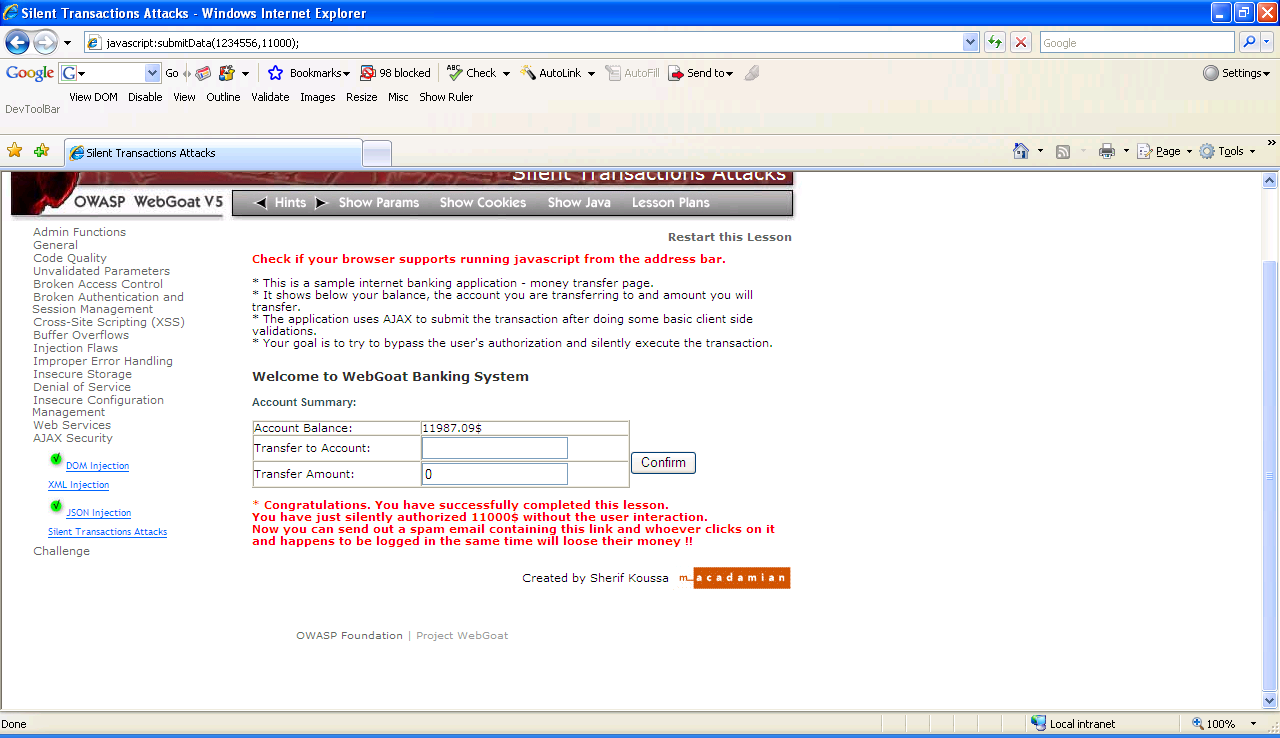 Silent Transactions Attacks - Windows Internet Explorer
javascript:submitData(1234556,11000);
Google
Google G Go Bookmarks 98 blocked ABC Check AutoLink AutoFill Send to Settings
View DOM Disable View Outline Validate Images Resize Misc Show Ruler
DevToolBar
Silent Transactions Attacks
Page Tools »
Silent Transactions Attacks
OWASP WebGoat V5
Hints Show Params Show Cookies Show Java Lesson Plans
Admin Functions
General
Code Quality
Unvalidated Parameters
Broken Access Control
Broken Authentication and
Session Management
Cross-Site Scripting (XSS)
Buffer Overflows
Injection Flaws
Improper Error Handling
Insecure Storage
Denial of Service
Insecure Configuration
Management
Web Services
AJAX Security
DOM Injection
XML Injection
JSON Injection
Silent Transactions Attacks
Challenge
Restart this Lesson
Check if your browser supports running javascript from the address bar.
* This is a sample internet banking application - money transfer page.
* It shows below your balance, the account you are transferring to and amount you will
transfer.
* The application uses AJAX to submit the transaction after doing some basic client side
validations.
* Your goal is to try to bypass the user's authorization and silently execute the transaction.
Welcome to WebGoat Banking System
Account Summary:
Account Balance: 11987.09$
Transfer to Account:
Transfer Amount: 0
Confirm
* Congratulations. You have successfully completed this lesson.
You have just silently authorized 11000$ without the user interaction.
Now you can send out a spam email containing this link and whoever clicks on it
and happens to be logged in the same time will loose their money !!
Created by Sherif Koussa m_acadamian
OWASP Foundation | Project WebGoat
Done Local intranet 100%